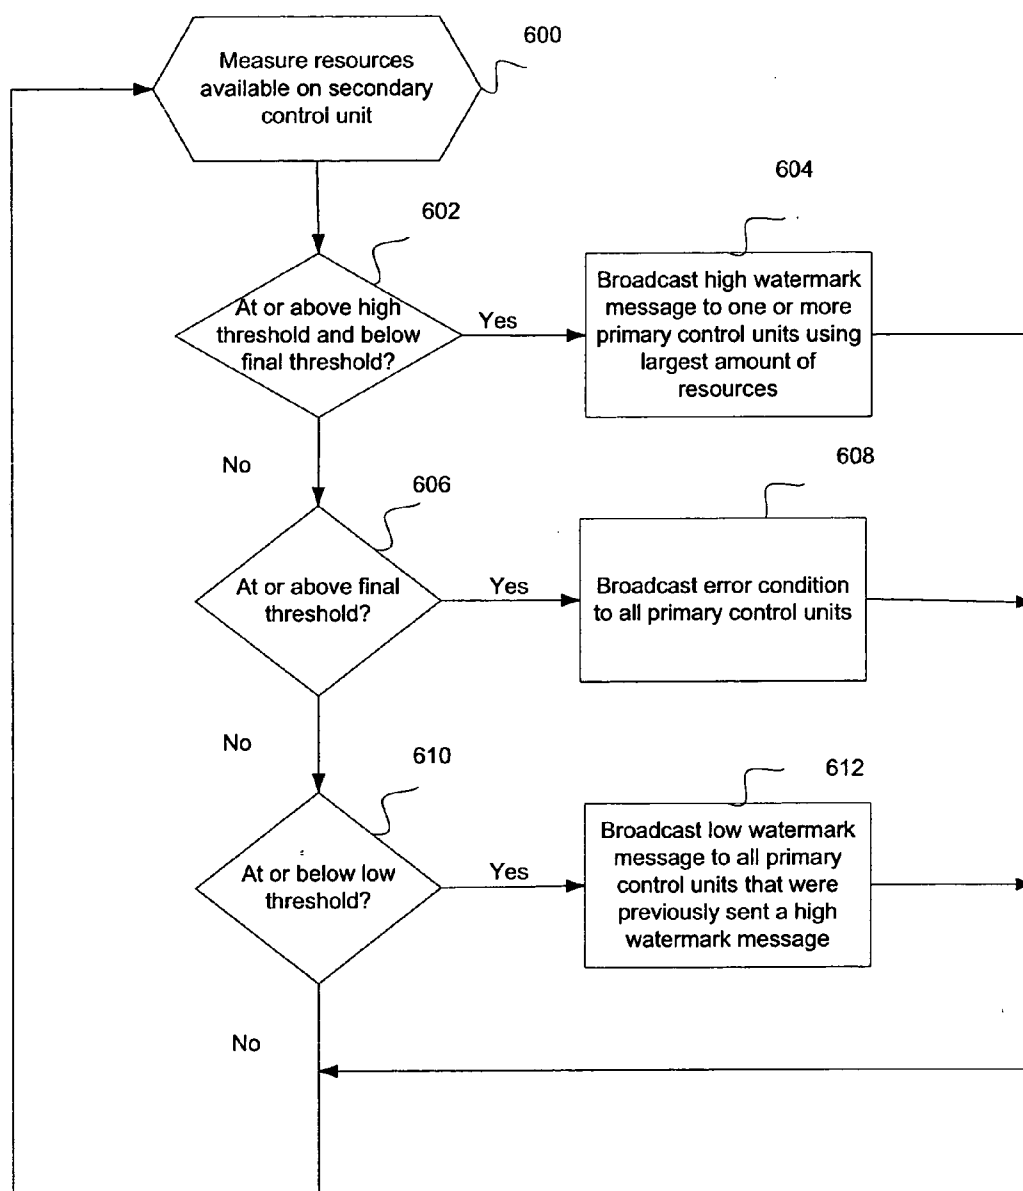 600
Measure resources
available on secondary
control unit
602
At or above high
threshold and below
final threshold?
Yes
604
Broadcast high watermark
message to one or more
primary control units using
largest amount of
resources
No
606
At or above final
threshold?
Yes
608
Broadcast error condition
to all primary control units
No
610
At or below low
threshold?
Yes
612
Broadcast low watermark
message to all primary
control units that were
previously sent a high
watermark message
No